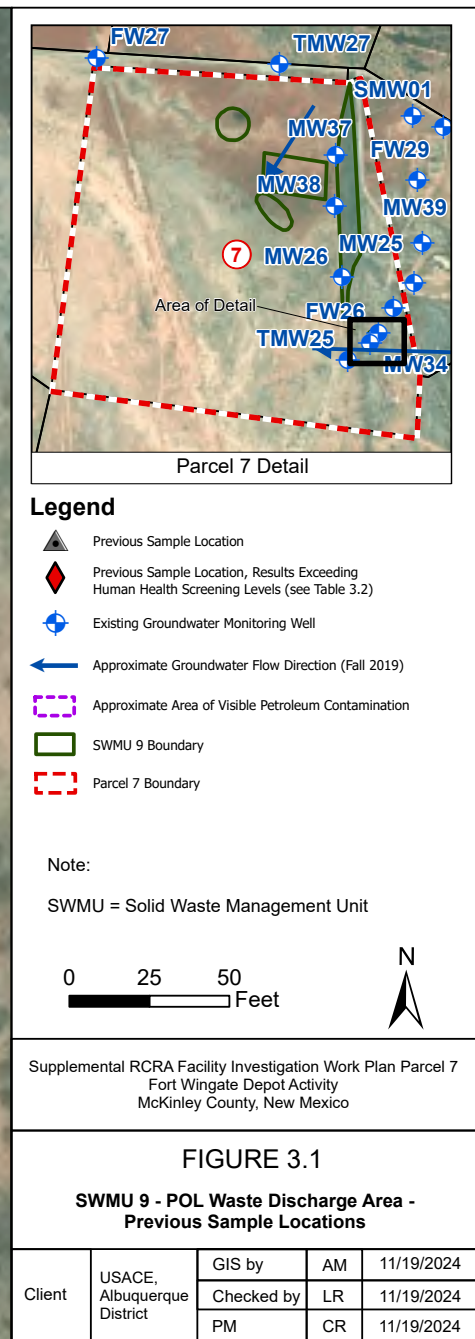 FW27
TMW27
SMW01
MW37
FW29
MW38
MW39
7
MW26
MW25
Area of Detail
FW26
TMW25
MW34
Parcel 7 Detail
Legend
Previous Sample Location
Previous Sample Location, Results Exceeding
Human Health Screening Levels (see Table 3.2)
Existing Groundwater Monitoring Well
Approximate Groundwater Flow Direction (Fall 2019)
Approximate Area of Visible Petroleum Contamination
SWMU 9 Boundary
Parcel 7 Boundary
Note:
SWMU = Solid Waste Management Unit
0 25 50
Feet
N
Supplemental RCRA Facility Investigation Work Plan Parcel 7
Fort Wingate Depot Activity
McKinley County, New Mexico
FIGURE 3.1
SWMU 9 - POL Waste Discharge Area -
Previous Sample Locations
Client
USACE,
Albuquerque
District
GIS by AM 11/19/2024
Checked by LR 11/19/2024
PM CR 11/19/2024